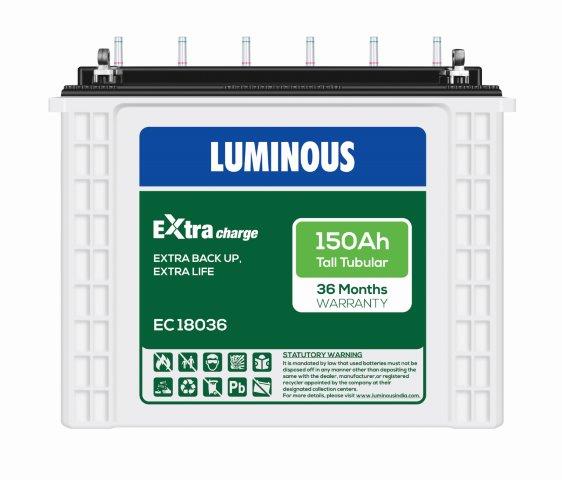 LUMINOUS
EXtra charge
150Ah
Tall Tubular
EXTRA BACK UP,
EXTRA LIFE
36 Months
WARRANTY
EC 18036
STATUTORY WARNING
It is mandated by law that used batteries must not be
disposed off in any manner other than depositing the
same with the dealer, manufacturer,or registered
recycler appointed by the company at their
designated collection centers.
For more details, please visit www.luminousindia.com.
Pb